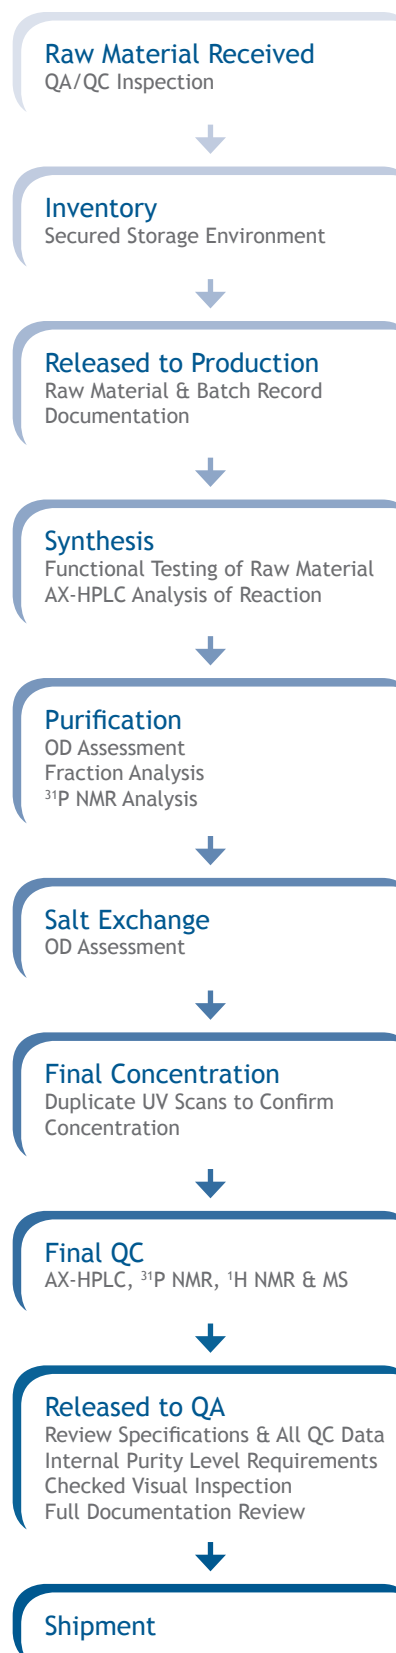 Raw Material Received
QA/QC Inspection
Inventory
Secured Storage Environment
Released to Production
Raw Material & Batch Record
Documentation
Synthesis
Functional Testing of Raw Material
AX-HPLC Analysis of Reaction
Purification
OD Assessment
Fraction Analysis
³¹P NMR Analysis
Salt Exchange
OD Assessment
Final Concentration
Duplicate UV Scans to Confirm
Concentration
Final QC
AX-HPLC, ³¹P NMR, ¹H NMR & MS
Released to QA
Review Specifications & All QC Data
Internal Purity Level Requirements
Checked Visual Inspection
Full Documentation Review
Shipment